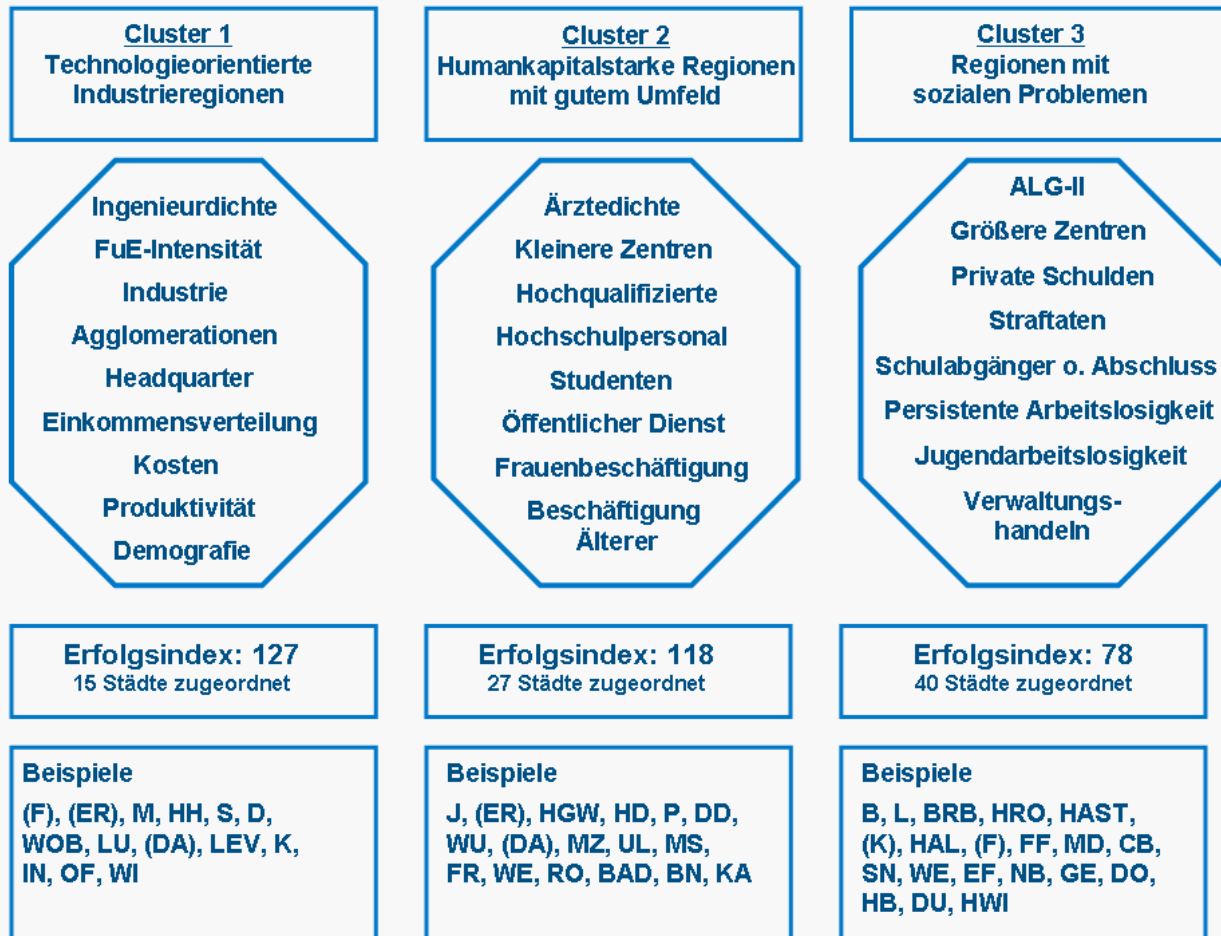 Cluster 1
Technologieorientierte
Industrieregionen
Ingenieurdichte
FuE-Intensität
Industrie
Agglomerationen
Headquarter
Einkommensverteilung
Kosten
Produktivität
Demografie
Erfolgsindex: 127
15 Städte zugeordnet
Beispiele
(F), (ER), M, HH, S, D,
WOB, LU, (DA), LEV, K,
IN, OF, WI
Cluster 2
Humankapitalstarke Regionen
mit gutem Umfeld
Ärztedichte
Kleinere Zentren
Hochqualifizierte
Hochschulpersonal
Studenten
Öffentlicher Dienst
Frauenbeschäftigung
Beschäftigung
Älterer
Erfolgsindex: 118
27 Städte zugeordnet
Beispiele
J, (ER), HGW, HD, P, DD,
WU, (DA), MZ, UL, MS,
FR, WE, RO, BAD, BN, KA
Cluster 3
Regionen mit
sozialen Problemen
ALG-II
Größere Zentren
Private Schulden
Straftaten
Schulabgänger o. Abschluss
Persistente Arbeitslosigkeit
Jugendarbeitslosigkeit
Verwaltungs-
handeln
Erfolgsindex: 78
40 Städte zugeordnet
Beispiele
B, L, BRB, HRO, HAST,
(K), HAL, (F), FF, MD, CB,
SN, WE, EF, NB, GE, DO,
HB, DU, HWI